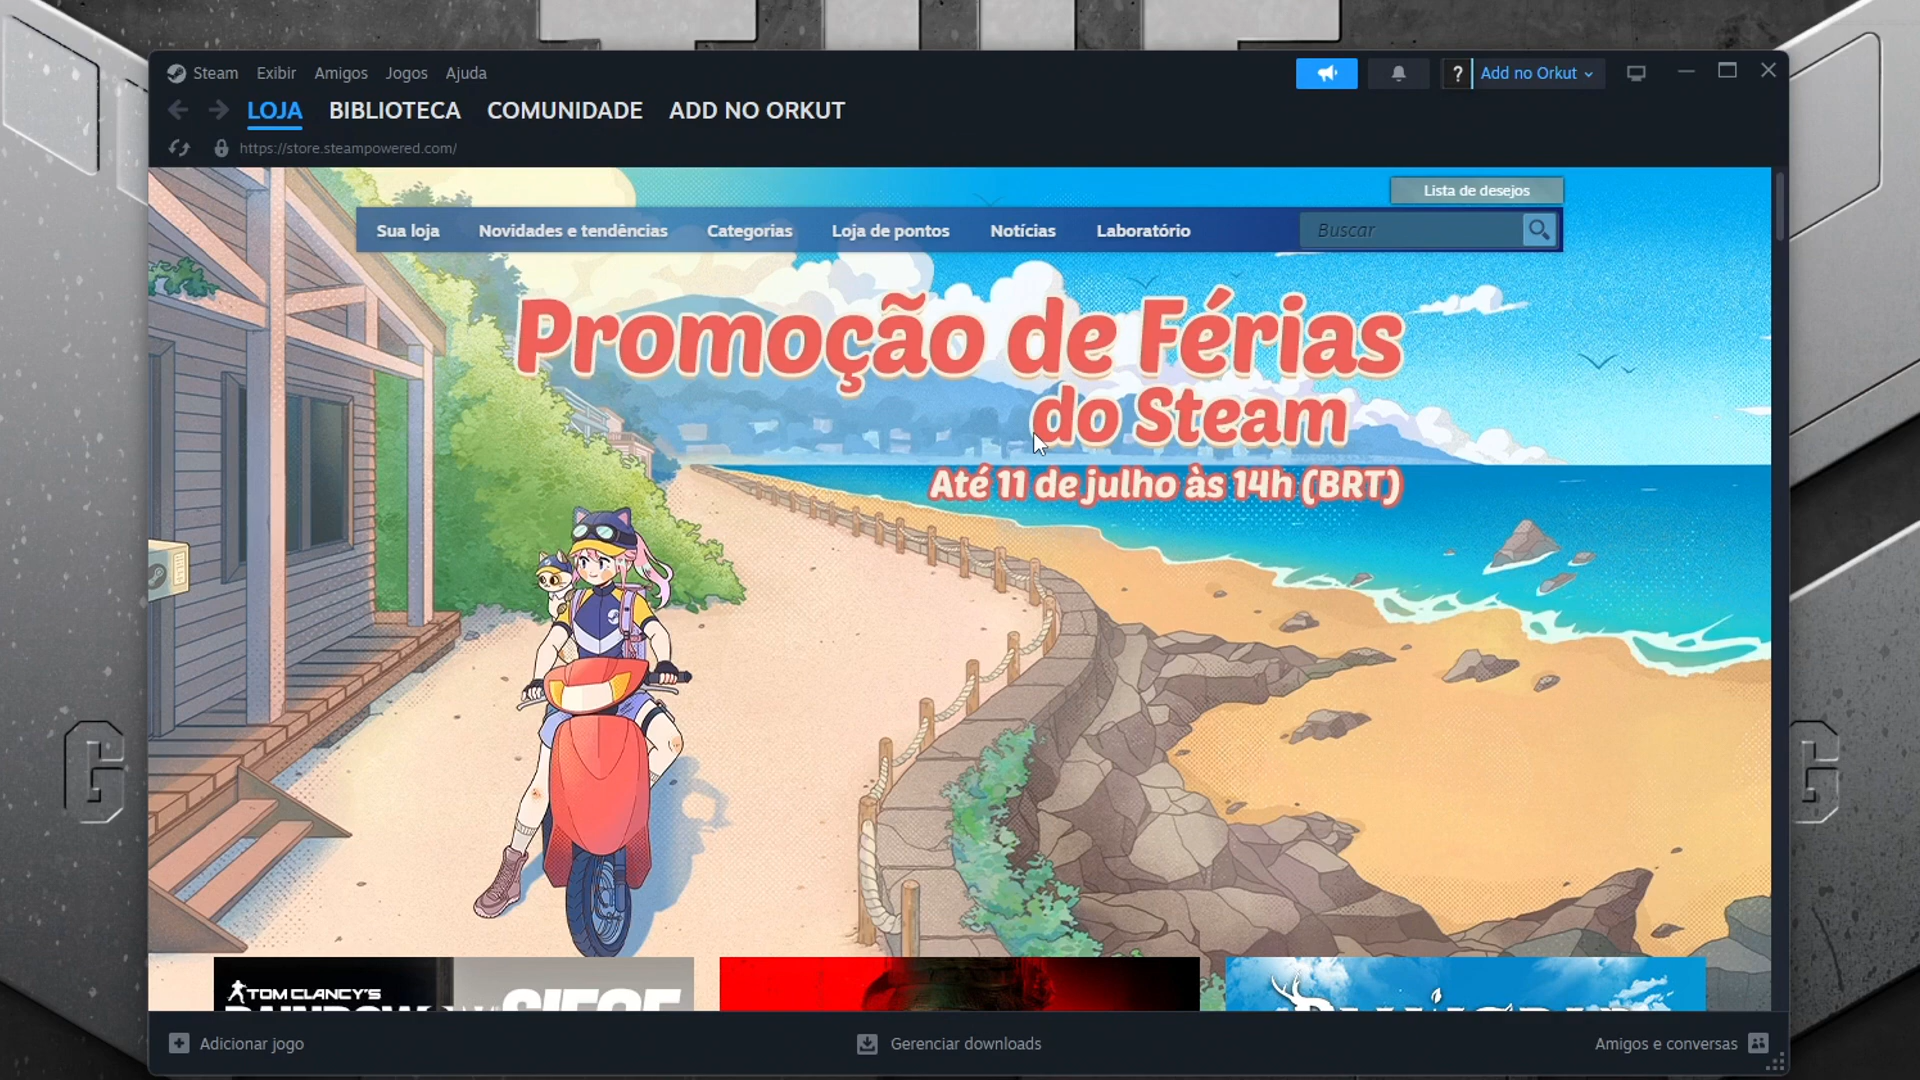 Steam Exibir Amigos Jogos Ajuda
? Add no Orkut
LOJA BIBLIOTECA COMUNIDADE ADD NO ORKUT
https://store.steampowered.com/
Lista de desejos
Sua loja Novidades e tendências Categorias Loja de pontos Notícias Laboratório Buscar
Promoção de Férias
do Steam
Até 11 de julho às 14h (BRT)
TOM CLANCY'S
RAINBOW SIEGE
Adicionar jogo Gerenciar downloads Amigos e conversas